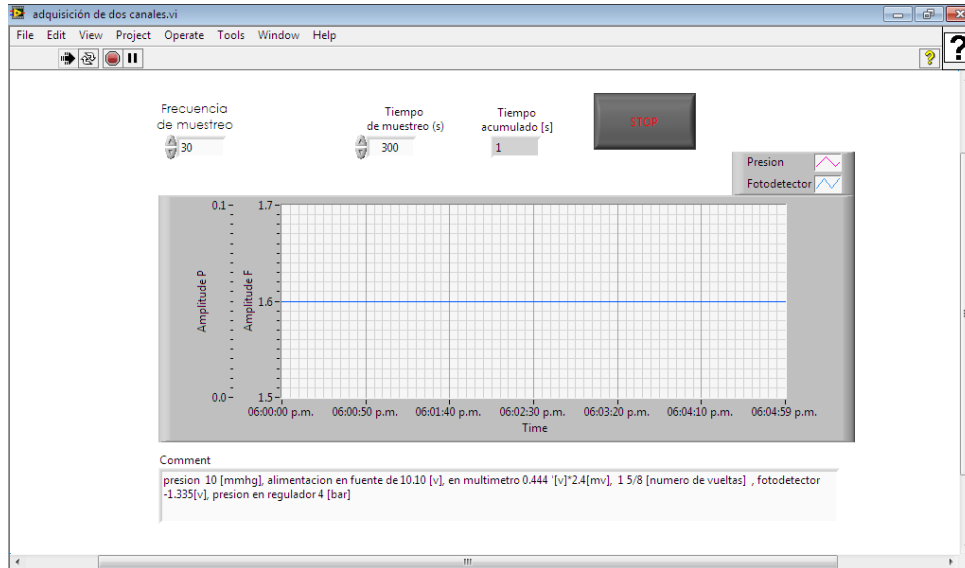 adquisición de dos canales.vi
File Edit View Project Operate Tools Window Help
?
?
Frecuencia
de muestreo
30
Tiempo
de muestreo (s)
300
Tiempo
acumulado [s]
1
STOP
Presion
Fotodetector
Amplitude P
0.1
0.0
Amplitude F
1.7
1.6
1.5
06:00:00 p.m. 06:00:50 p.m. 06:01:40 p.m. 06:02:30 p.m. 06:03:20 p.m. 06:04:10 p.m. 06:04:59 p.m.
Time
Comment
presion 10 [mmhg], alimentacion en fuente de 10.10 [v], en multimetro 0.444 '[v]*2.4[mv], 1 5/8 [numero de vueltas] , fotodetector
-1.335[v], presion en regulador 4 [bar]